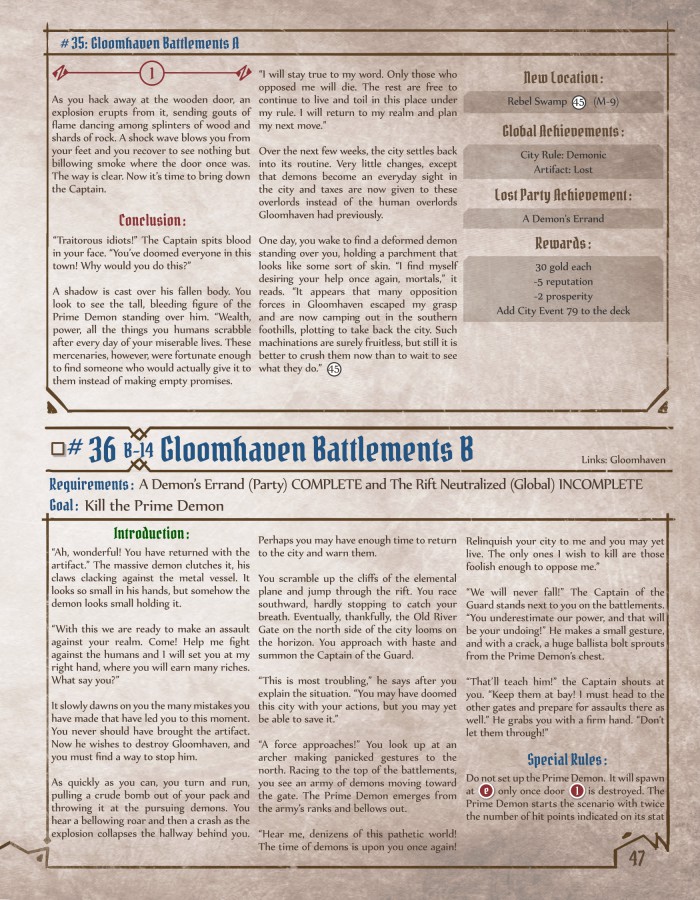 #35: Gloomhaven Battlements A
1
As you hack away at the wooden door, an
explosion erupts from it, sending gouts of
flame dancing among splinters of wood and
shards of rock. A shock wave blows you from
your feet and you recover to see nothing but
billowing smoke where the door once was.
The way is clear. Now it's time to bring down
the Captain.
Conclusion:
"Traitorous idiots!" The Captain spits blood
in your face. "You've doomed everyone in this
town! Why would you do this?"
A shadow is cast over his fallen body. You
look to see the tall, bleeding figure of the
Prime Demon standing over him. "Wealth,
power, all the things you humans scrabble
after every day of your miserable lives. These
mercenaries, however, were fortunate enough
to find someone who would actually give it to
them instead of making empty promises.
"I will stay true to my word. Only those who
opposed me will die. The rest are free to
continue to live and toil in this place under
my rule. I will return to my realm and plan
my next move."
Over the next few weeks, the city settles back
into its routine. Very little changes, except
that demons become an everyday sight in
the city and taxes are now given to these
overlords instead of the human overlords
Gloomhaven had previously.
One day, you wake to find a deformed demon
standing over you, holding a parchment that
looks like some sort of skin. "I find myself
desiring your help once again, mortals," it
reads. "It appears that many opposition
forces in Gloomhaven escaped my grasp
and are now camping out in the southern
foothills, plotting to take back the city. Such
machinations are surely fruitless, but still it is
better to crush them now than to wait to see
what they do." 45
New Location:
Rebel Swamp 45 (M-9)
Global Achievements:
City Rule: Demonic
Artifact: Lost
Lost Party Achievement:
A Demon's Errand
Rewards:
30 gold each
-5 reputation
-2 prosperity
Add City Event 79 to the deck
#36 B-14 Gloomhaven Battlements B
Links: Gloomhaven
Requirements: A Demon's Errand (Party) COMPLETE and The Rift Neutralized (Global) INCOMPLETE
Goal: Kill the Prime Demon
Introduction:
"Ah, wonderful! You have returned with the
artifact." The massive demon clutches it, his
claws clacking against the metal vessel. It
looks so small in his hands, but somehow the
demon looks small holding it.
"With this we are ready to make an assault
against your realm. Come! Help me fight
against the humans and I will set you at my
right hand, where you will earn many riches.
What say you?"
It slowly dawns on you the many mistakes you
have made that have led you to this moment.
You never should have brought the artifact.
Now he wishes to destroy Gloomhaven, and
you must find a way to stop him.
As quickly as you can, you turn and run,
pulling a crude bomb out of your pack and
throwing it at the pursuing demons. You
hear a bellowing roar and then a crash as the
explosion collapses the hallway behind you.
Perhaps you may have enough time to return
to the city and warn them.
You scramble up the cliffs of the elemental
plane and jump through the rift. You race
southward, hardly stopping to catch your
breath. Eventually, thankfully, the Old River
Gate on the north side of the city looms on
the horizon. You approach with haste and
summon the Captain of the Guard.
"This is most troubling," he says after you
explain the situation. "You may have doomed
this city with your actions, but you may yet
be able to save it."
"A force approaches!" You look up at an
archer making panicked gestures to the
north. Racing to the top of the battlements,
you see an army of demons moving toward
the gate. The Prime Demon emerges from
the army's ranks and bellows out.
"Hear me, denizens of this pathetic world!
The time of demons is upon you once again!
Relinquish your city to me and you may yet
live. The only ones I wish to kill are those
foolish enough to oppose me."
"We will never fall!" The Captain of the
Guard stands next to you on the battlements.
"You underestimate our power, and that will
be your undoing!" He makes a small gesture,
and with a crack, a huge ballista bolt sprouts
from the Prime Demon's chest.
"That'll teach him!" the Captain shouts at
you. "Keep them at bay! I must head to the
other gates and prepare for assaults there as
well." He grabs you with a firm hand. "Don't
let them through!"
Special Rules:
Do not set up the Prime Demon. It will spawn
at e only once door 1 is destroyed. The
Prime Demon starts the scenario with twice
the number of hit points indicated on its stat
47